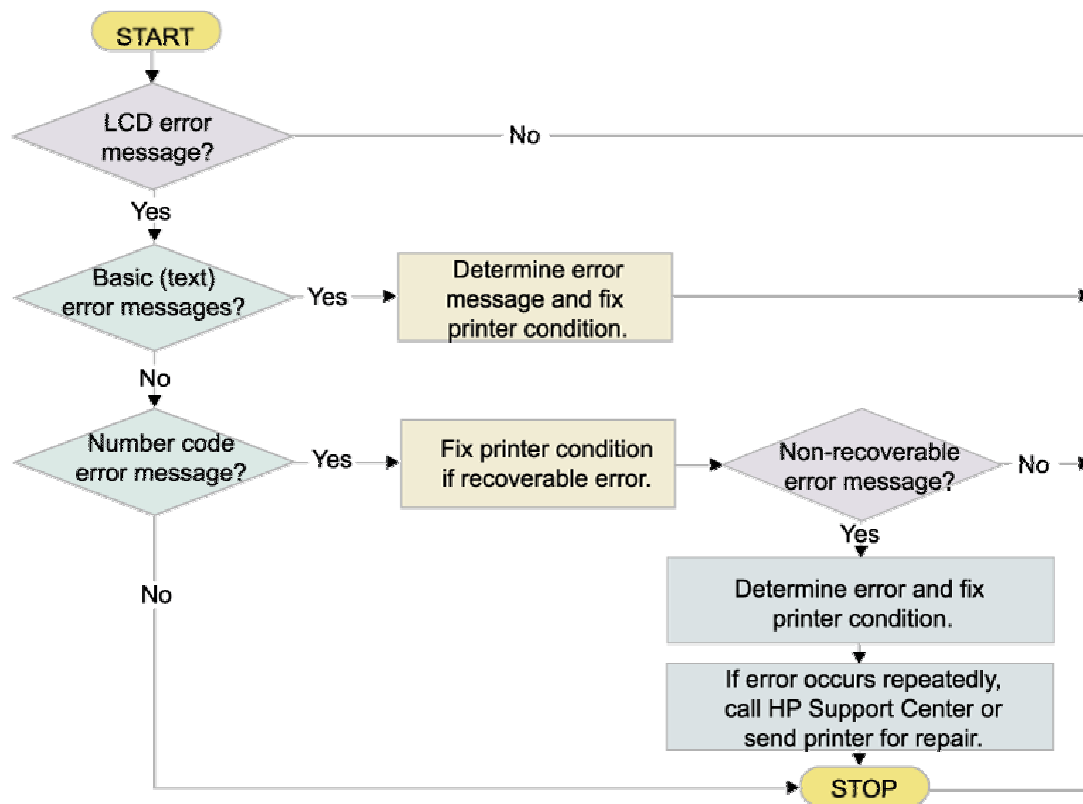 START
LCD error
message?
No
Yes
Basic (text)
error messages?
Yes
Determine error
message and fix
printer condition.
No
Number code
error message?
Yes
Fix printer condition
if recoverable error.
Non-recoverable
error message?
No
Yes
Determine error and fix
printer condition.
No
If error occurs repeatedly,
call HP Support Center or
send printer for repair.
STOP